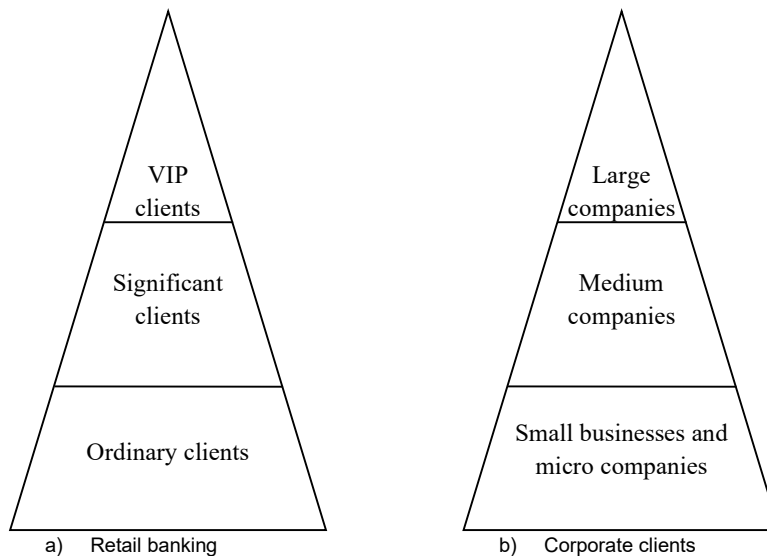 VIP
clients
Significant
clients
Ordinary clients
a) Retail banking
Large
companies
Medium
companies
Small businesses and
micro companies
b) Corporate clients